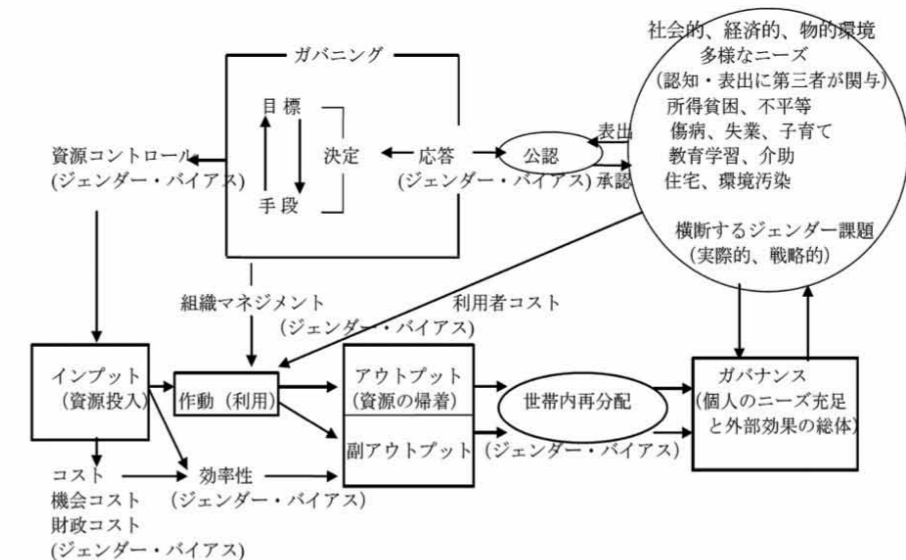 社会的、経済的、物的環境
多様なニーズ
(認知・表出に第三者が関与)
所得貧困、不平等
傷病、失業、子育て
教育学習、介助
住宅、環境汚染
横断するジェンダー課題
(実際的、戦略的)
ガバニング
目 標
決定
手 段
応答
(ジェンダー・バイアス)
公認
表出
承認
資源コントロール
(ジェンダー・バイアス)
組織マネジメント
(ジェンダー・バイアス)
利用者コスト
インプット
(資源投入)
作動（利用）
アウトプット
(資源の帰着)
副アウトプット
世帯内再分配
(ジェンダー・バイアス)
ガバナンス
(個人のニーズ充足
と外部効果の総体)
コスト
機会コスト
財政コスト
(ジェンダー・バイアス)
効率性
(ジェンダー・バイアス)